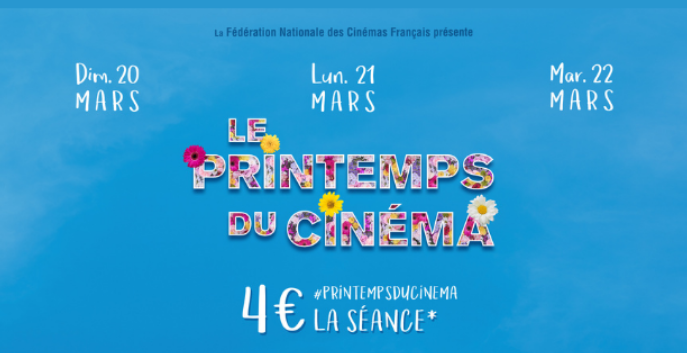 La Fédération Nationale des Cinémas Français présente
Dim. 20
MARS
Lun. 21
MARS
Mar. 22
MARS
LE
PRINTEMPS
DU CINÉMA
4€
#PRINTEMPSDUCINEMA
LA SÉANCE*